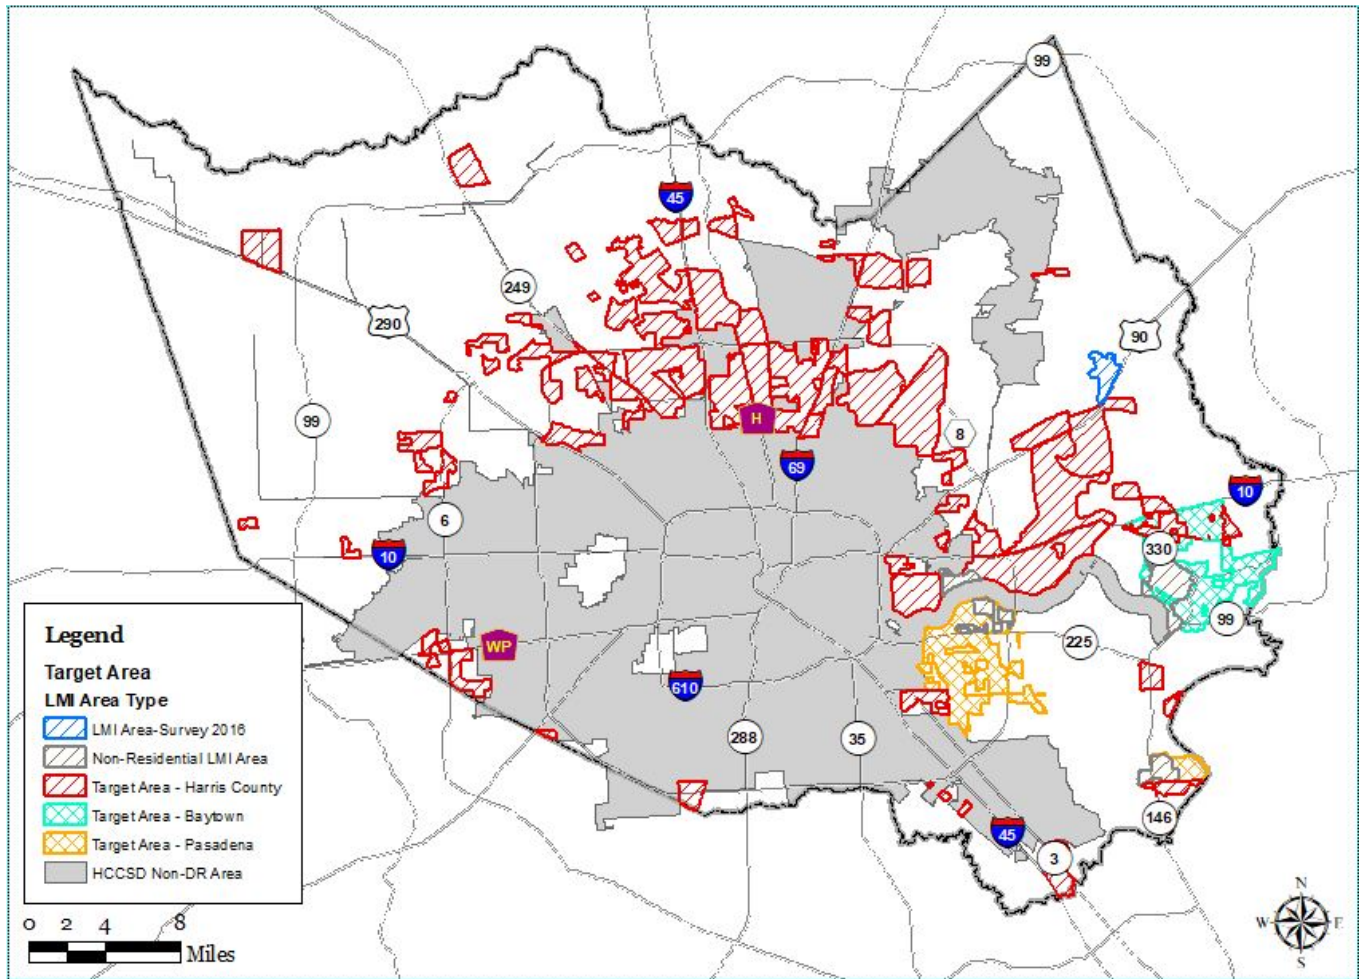 99
45
249
290
90
99
H
8
69
10
6
10
330
99
WP
225
610
288
35
146
45
3
Legend
Target Area
LMI Area Type
LMI Area-Survey 2016
Non-Residential LMI Area
Target Area - Harris County
Target Area - Baytown
Target Area - Pasadena
HCCSD Non-DR Area
0 2 4 8
Miles
N
W E
S